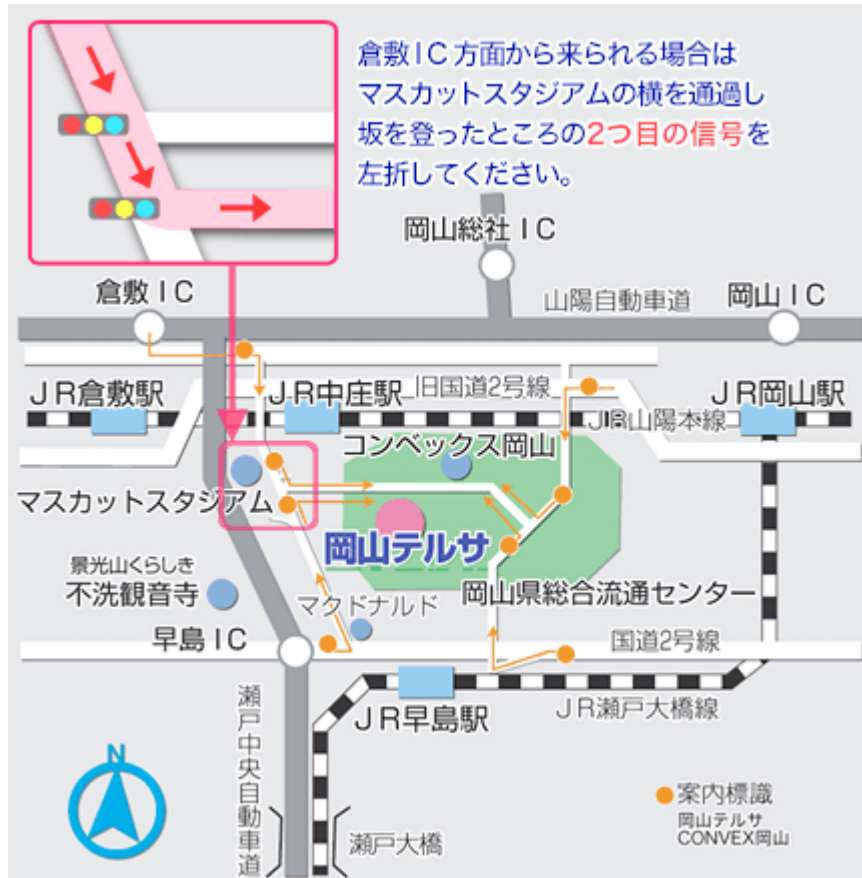 倉敷IC方面から来られる場合は
マスカットスタジアムの横を通過し
坂を登ったところの2つ目の信号を
左折してください。
岡山総社IC
倉敷IC
山陽自動車道
岡山IC
JR倉敷駅
JR中庄駅
旧国道2号線
JR岡山駅
JR山陽本線
コンベックス岡山
マスカットスタジアム
岡山テルサ
景光山くらしき
不洗観音寺
マクドナルド
岡山県総合流通センター
早島IC
国道2号線
JR早島駅
JR瀬戸大橋線
瀬戸中央自動車道
瀬戸大橋
N
案内標識
岡山テルサ
CONVEX岡山